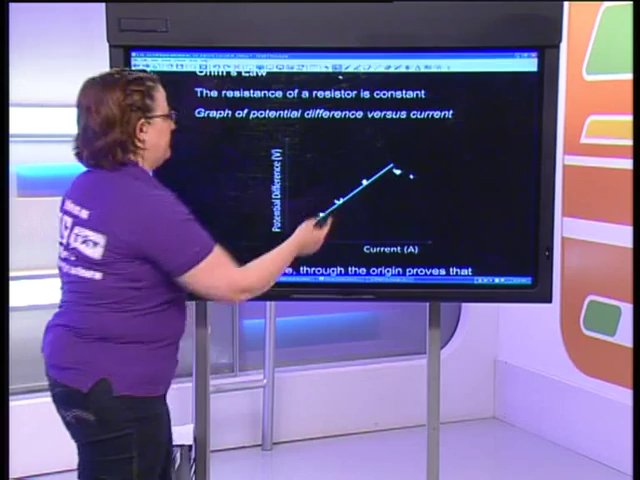 Ohm's Law
The resistance of a resistor is constant
Graph of potential difference versus current
Potential Difference (V)
Current (A)
, through the origin proves that